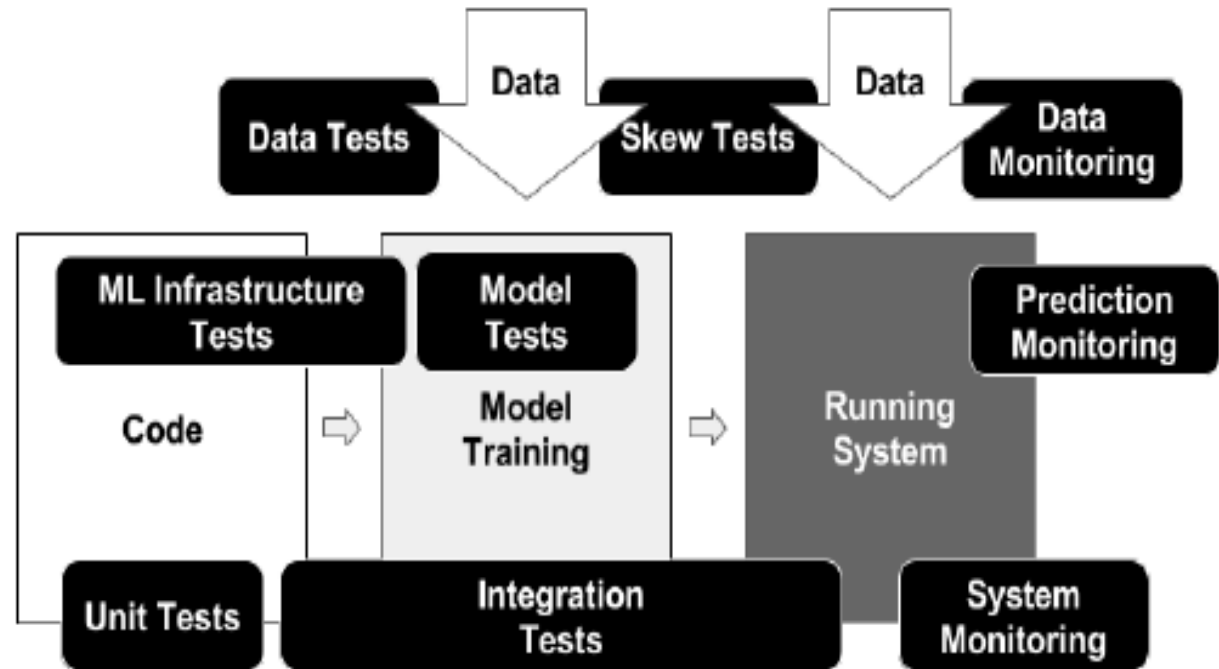 Data
Data
Data Tests
Skew Tests
Data
Monitoring
ML Infrastructure
Tests
Model
Tests
Prediction
Monitoring
Code
Model
Training
Running
System
Unit Tests
Integration
Tests
System
Monitoring